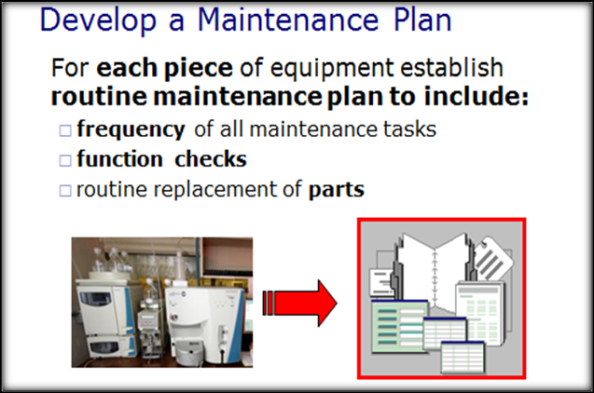 Develop a Maintenance Plan
For each piece of equipment establish
routine maintenance plan to include:
frequency of all maintenance tasks
function checks
routine replacement of parts